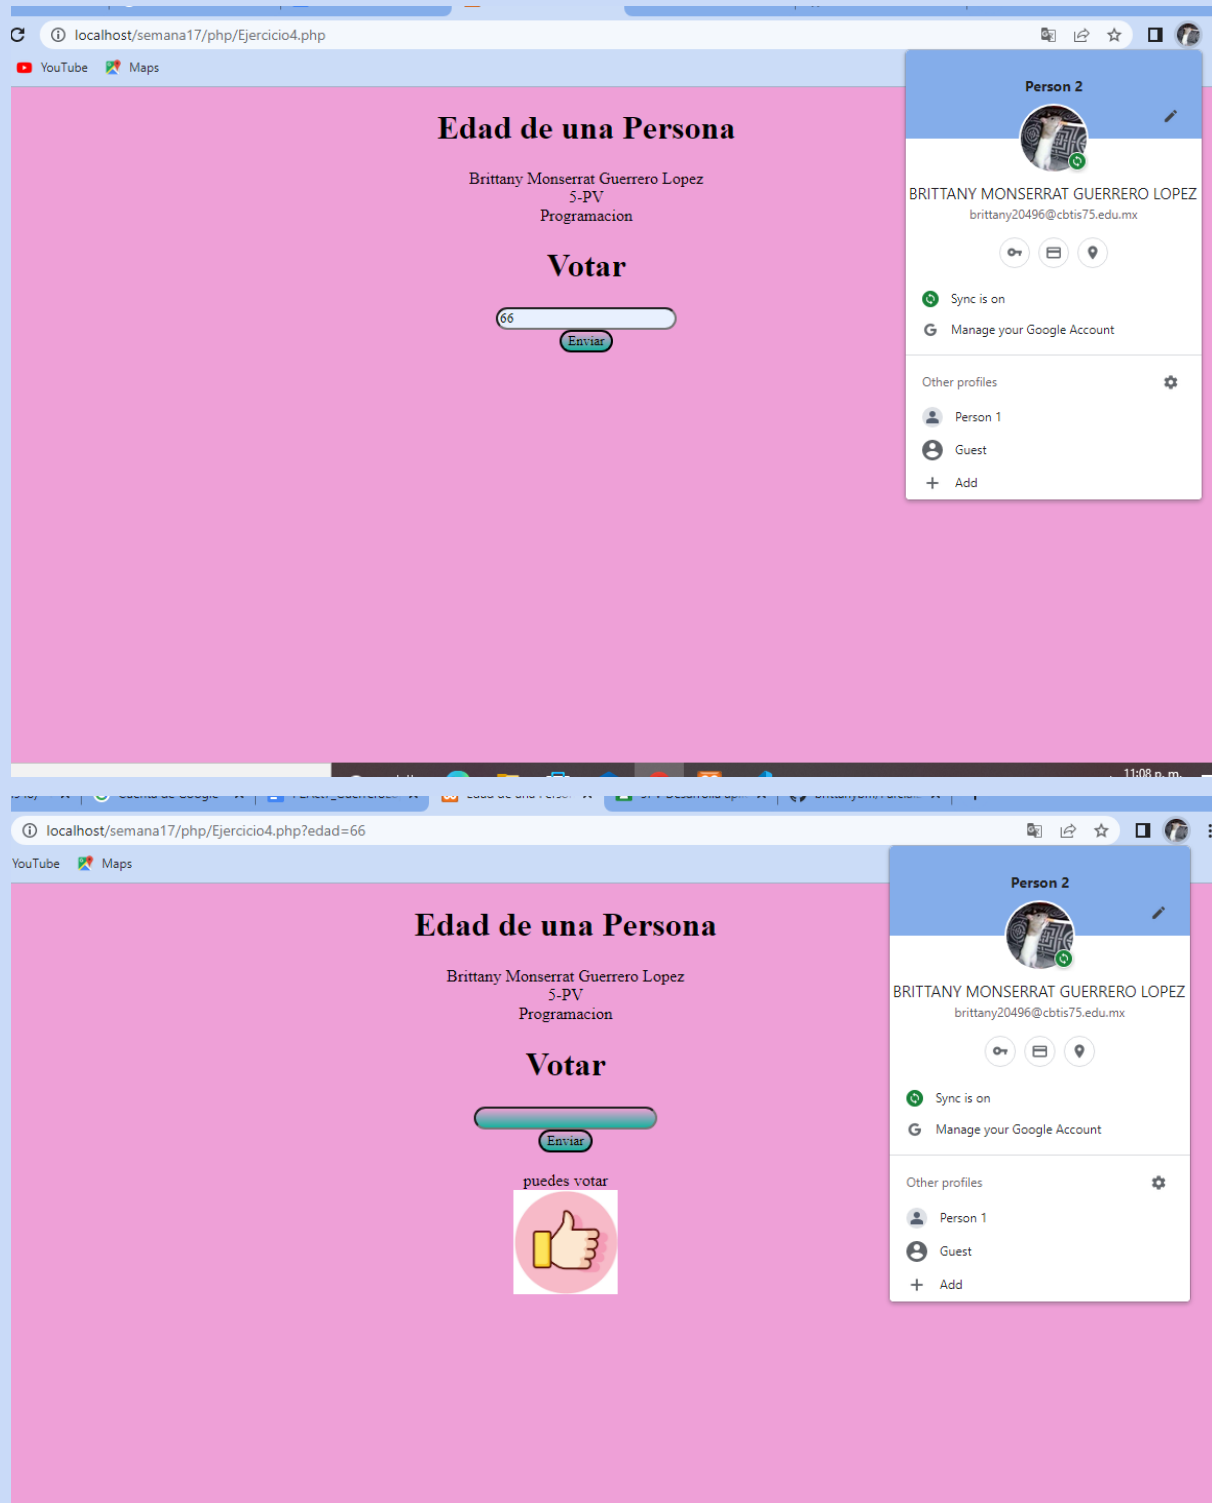 localhost/semana17/php/Ejercicio4.php
YouTube Maps
Person 2
Edad de una Persona
Brittany Monserrat Guerrero Lopez
5-PV
Programacion
Votar
66
Enviar
BRITTANY MONSERRAT GUERRERO LOPEZ
brittany20496@cbtis75.edu.mx
Sync is on
Manage your Google Account
Other profiles
Person 1
Guest
Add
11:08 p. m.
Cuenta de Google
localhost/semana17/php/Ejercicio4.php?edad=66
YouTube Maps
Person 2
Edad de una Persona
Brittany Monserrat Guerrero Lopez
5-PV
Programacion
Votar
Enviar
puedes votar
BRITTANY MONSERRAT GUERRERO LOPEZ
brittany20496@cbtis75.edu.mx
Sync is on
Manage your Google Account
Other profiles
Person 1
Guest
Add